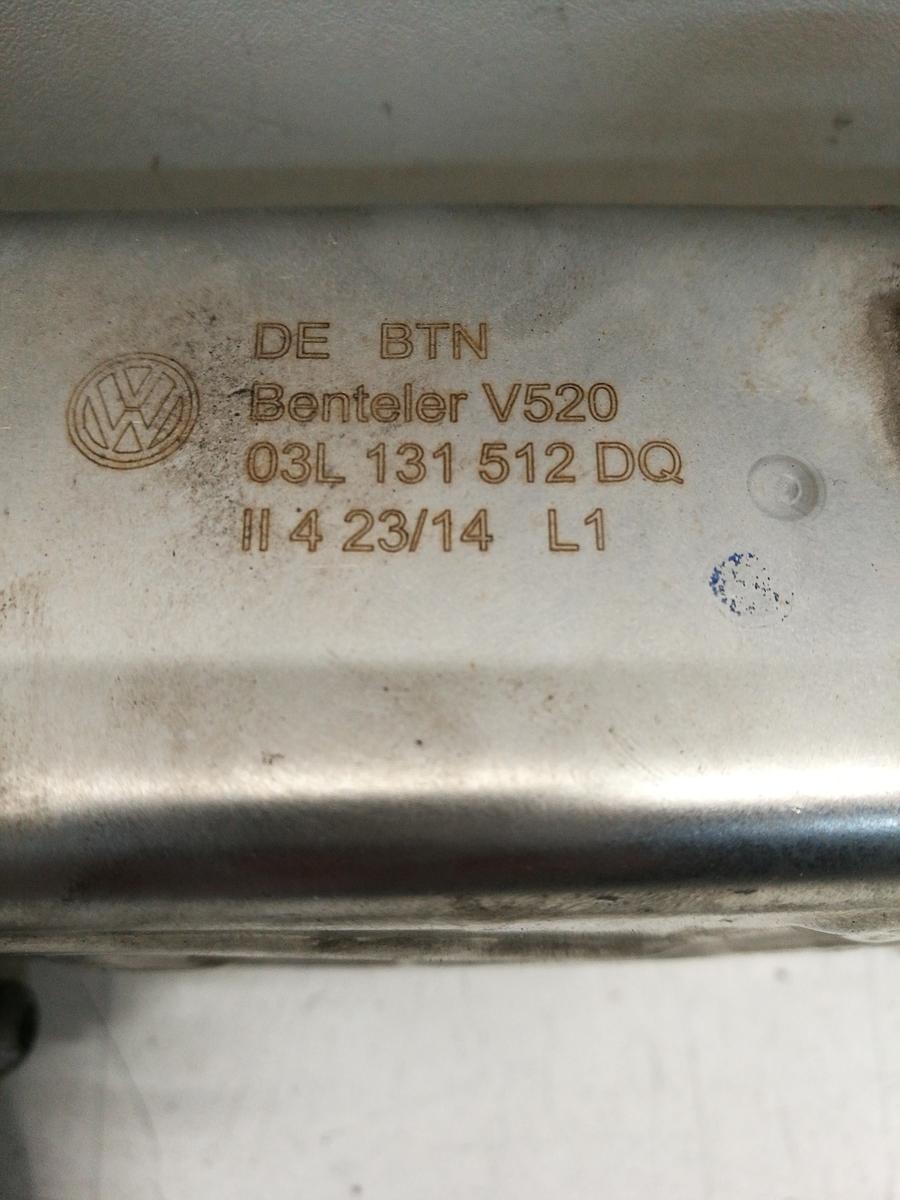 DE BTN
Benteler V520
03L 131 512 DQ
II 4 23/14 L1